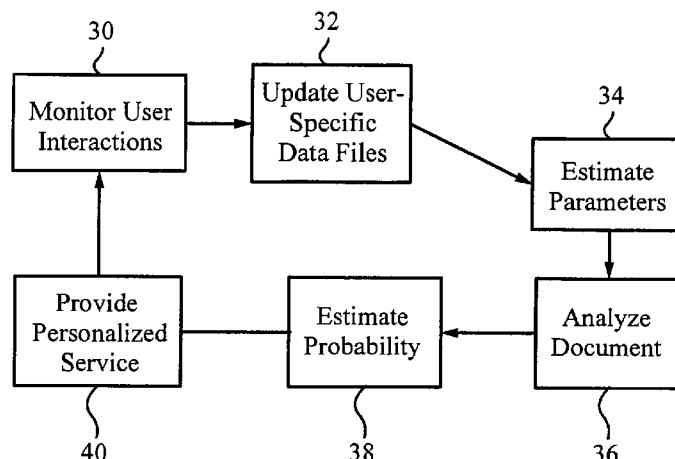 30
Monitor User
Interactions
32
Update User-
Specific
Data Files
34
Estimate
Parameters
Provide
Personalized
Service
40
Estimate
Probability
38
Analyze
Document
36